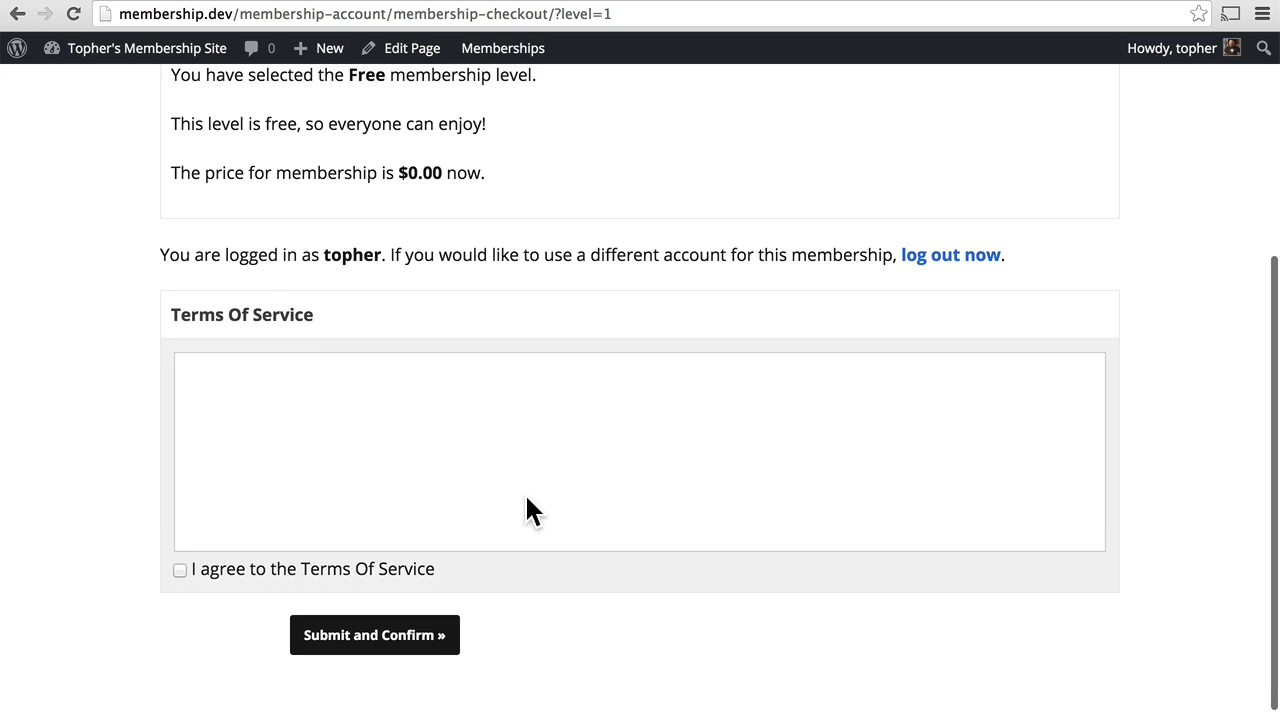 membership.dev/membership-account/membership-checkout/?level=1
Topher's Membership Site 0 New Edit Page Memberships Howdy, topher
You have selected the Free membership level.
This level is free, so everyone can enjoy!
The price for membership is $0.00 now.
You are logged in as topher. If you would like to use a different account for this membership, log out now.
Terms Of Service
I agree to the Terms Of Service
Submit and Confirm »